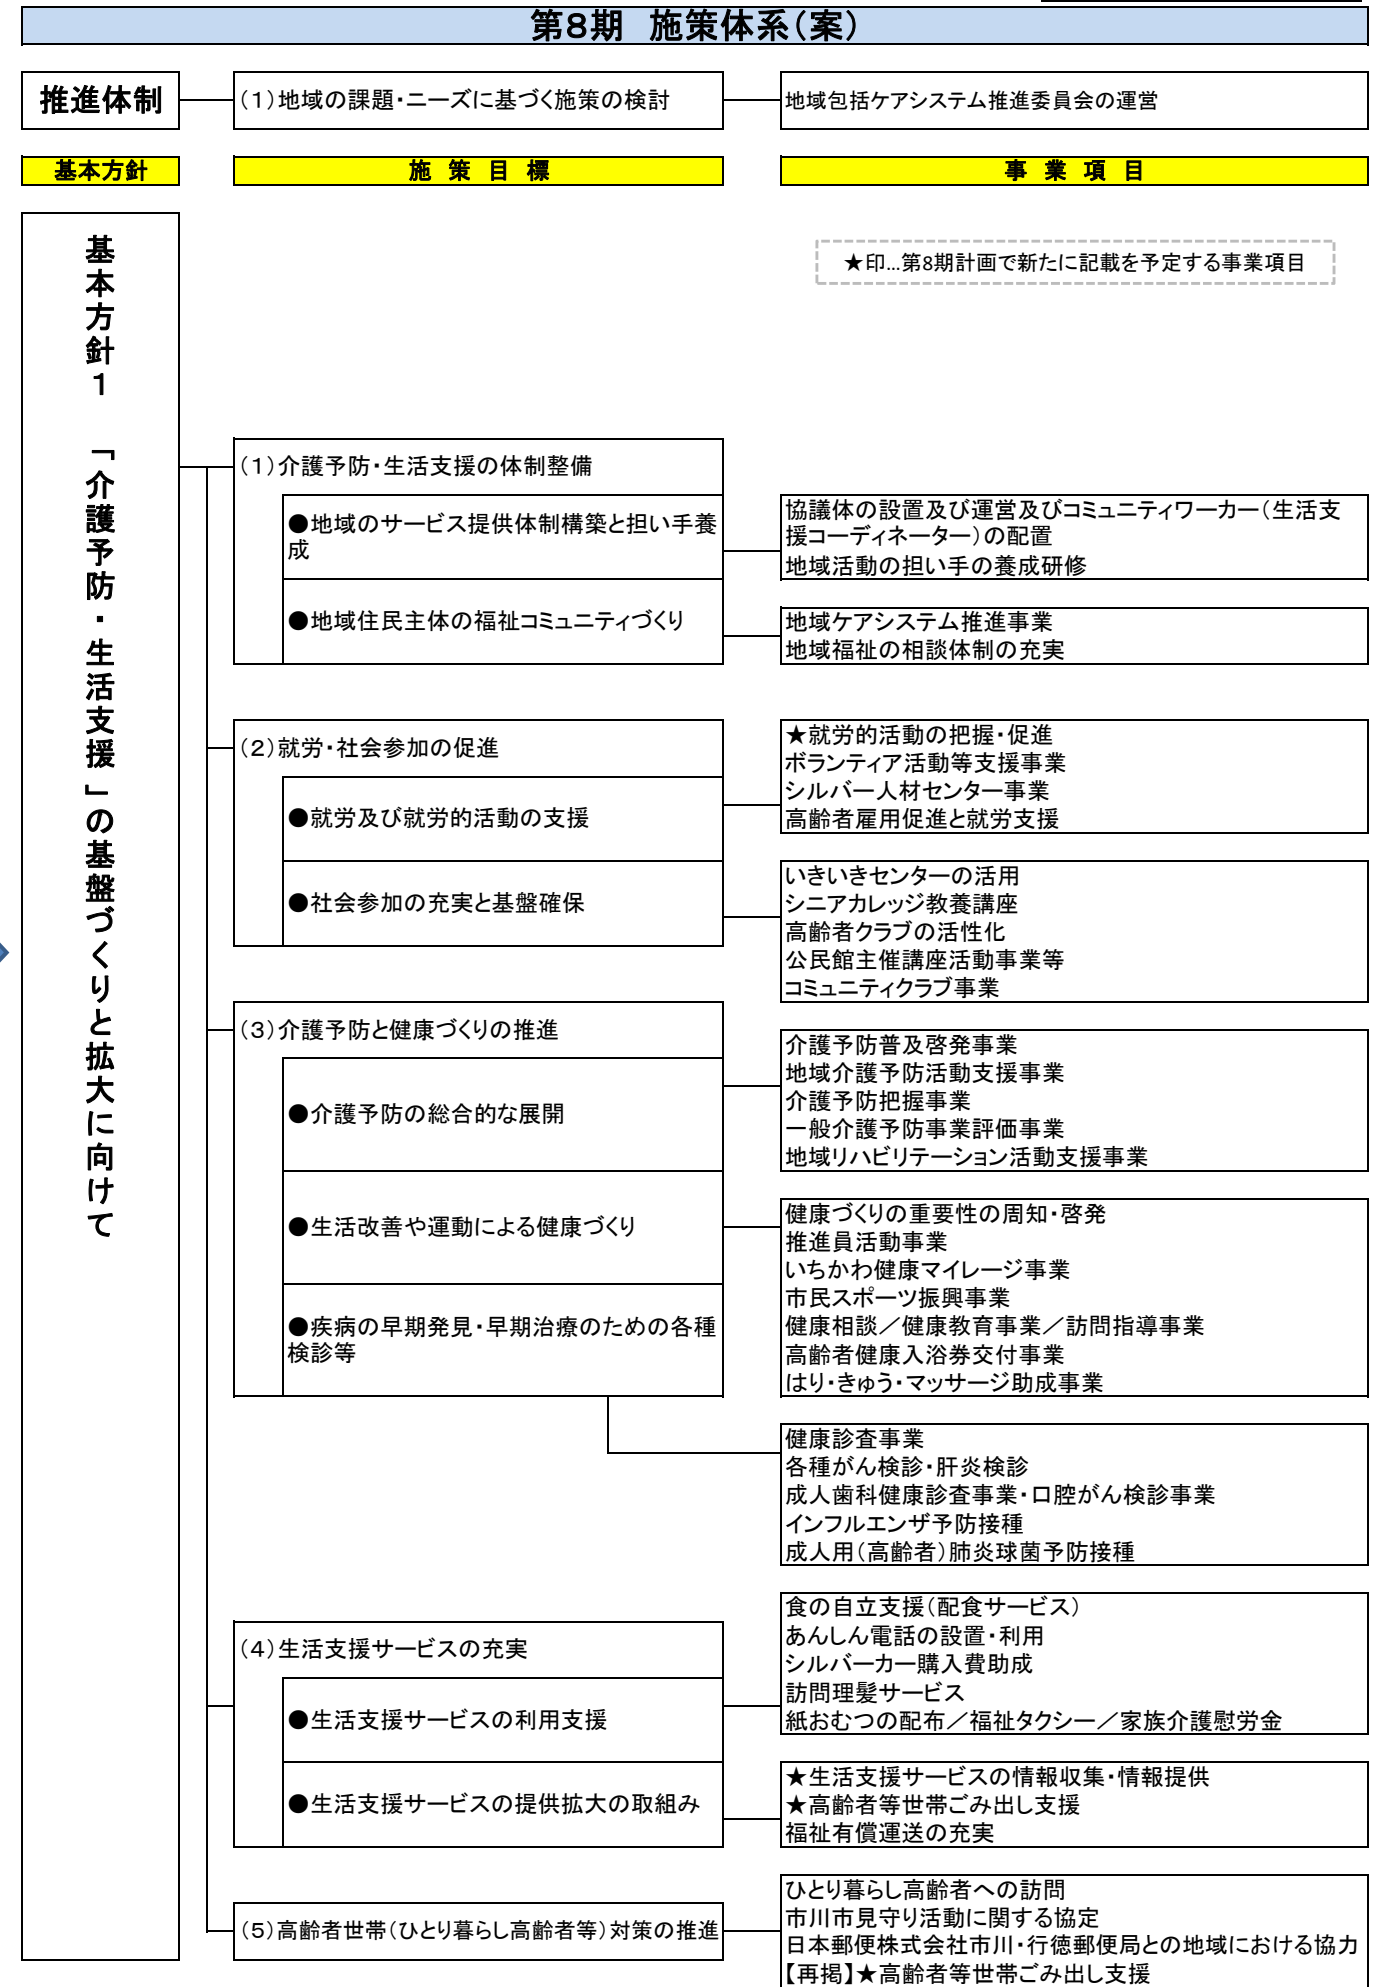 第8期　施策体系(案)
推進体制
(1)地域の課題・ニーズに基づく施策の検討
地域包括ケアシステム推進委員会の運営
基本方針
施 策 目 標
事 業 項 目
★印…第8期計画で新たに記載を予定する事業項目
基本方針1　「介護予防・生活支援」の基盤づくりと拡大に向けて
(1)介護予防・生活支援の体制整備
●地域のサービス提供体制構築と担い手養
成
協議体の設置及び運営及びコミュニティワーカー(生活支
援コーディネーター)の配置
地域活動の担い手の養成研修
●地域住民主体の福祉コミュニティづくり
地域ケアシステム推進事業
地域福祉の相談体制の充実
(2)就労・社会参加の促進
●就労及び就労的活動の支援
★就労的活動の把握・促進
ボランティア活動等支援事業
シルバー人材センター事業
高齢者雇用促進と就労支援
●社会参加の充実と基盤確保
いきいきセンターの活用
シニアカレッジ教養講座
高齢者クラブの活性化
公民館主催講座活動事業等
コミュニティクラブ事業
(3)介護予防と健康づくりの推進
●介護予防の総合的な展開
介護予防普及啓発事業
地域介護予防活動支援事業
介護予防把握事業
一般介護予防事業評価事業
地域リハビリテーション活動支援事業
●生活改善や運動による健康づくり
健康づくりの重要性の周知・啓発
推進員活動事業
いちかわ健康マイレージ事業
市民スポーツ振興事業
健康相談／健康教育事業／訪問指導事業
高齢者健康入浴券交付事業
はり・きゅう・マッサージ助成事業
●疾病の早期発見・早期治療のための各種
検診等
健康診査事業
各種がん検診・肝炎検診
成人歯科健康診査事業・口腔がん検診事業
インフルエンザ予防接種
成人用(高齢者)肺炎球菌予防接種
(4)生活支援サービスの充実
●生活支援サービスの利用支援
食の自立支援(配食サービス)
あんしん電話の設置・利用
シルバーカー購入費助成
訪問理髪サービス
紙おむつの配布／福祉タクシー／家族介護慰労金
●生活支援サービスの提供拡大の取組み
★生活支援サービスの情報収集・情報提供
★高齢者等世帯ごみ出し支援
福祉有償運送の充実
(5)高齢者世帯(ひとり暮らし高齢者等)対策の推進
ひとり暮らし高齢者への訪問
市川市見守り活動に関する協定
日本郵便株式会社市川・行徳郵便局との地域における協力
【再掲】★高齢者等世帯ごみ出し支援